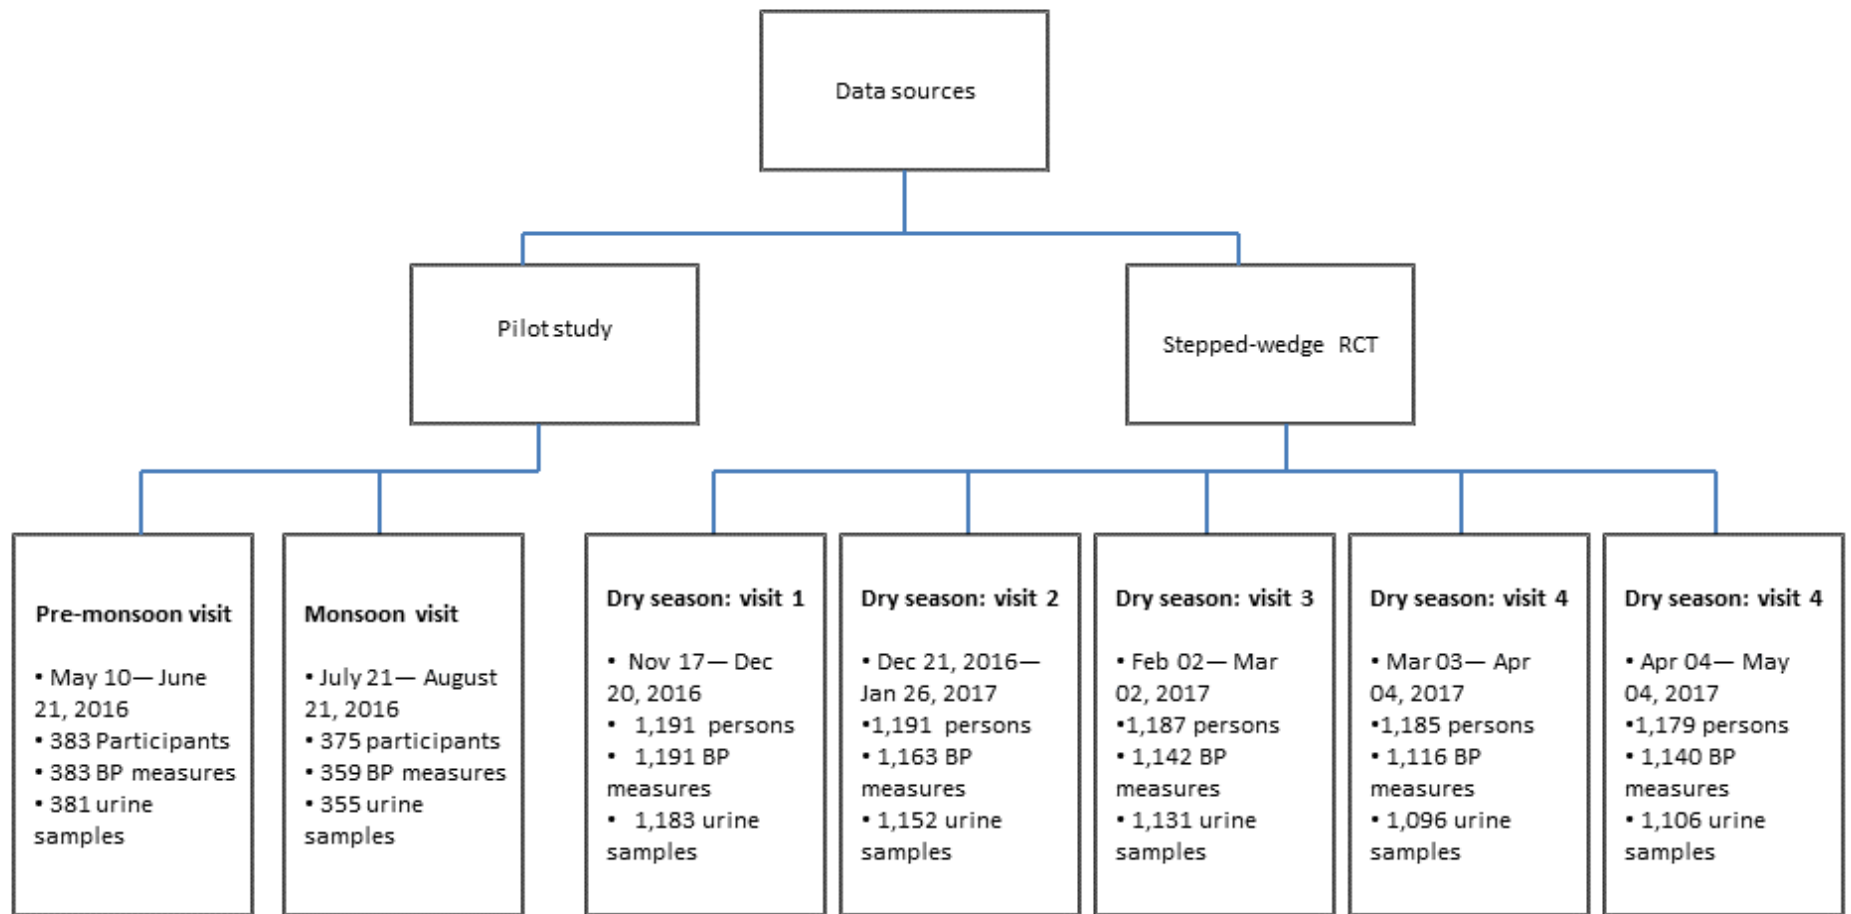 Data sources
Pilot study
Stepped-wedge RCT
Pre-monsoon visit
• May 10— June
21, 2016
• 383 Participants
• 383 BP measures
• 381 urine
samples
Monsoon visit
• July 21— August
21, 2016
• 375 participants
• 359 BP measures
• 355 urine
samples
Dry season: visit 1
• Nov 17— Dec
20, 2016
• 1,191 persons
• 1,191 BP
measures
• 1,183 urine
samples
Dry season: visit 2
• Dec 21, 2016—
Jan 26, 2017
•1,191 persons
• 1,163 BP
measures
• 1,152 urine
samples
Dry season: visit 3
• Feb 02— Mar
02, 2017
•1,187 persons
• 1,142 BP
measures
• 1,131 urine
samples
Dry season: visit 4
• Mar 03— Apr
04, 2017
•1,185 persons
• 1,116 BP
measures
• 1,096 urine
samples
Dry season: visit 4
• Apr 04— May
04, 2017
•1,179 persons
• 1,140 BP
measures
• 1,106 urine
samples